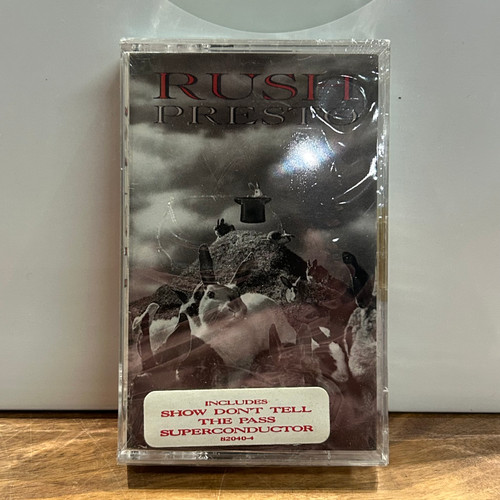 RUSH
PRESTO
INCLUDES
SHOW DON'T TELL
THE PASS
SUPERCONDUCTOR
82040-4